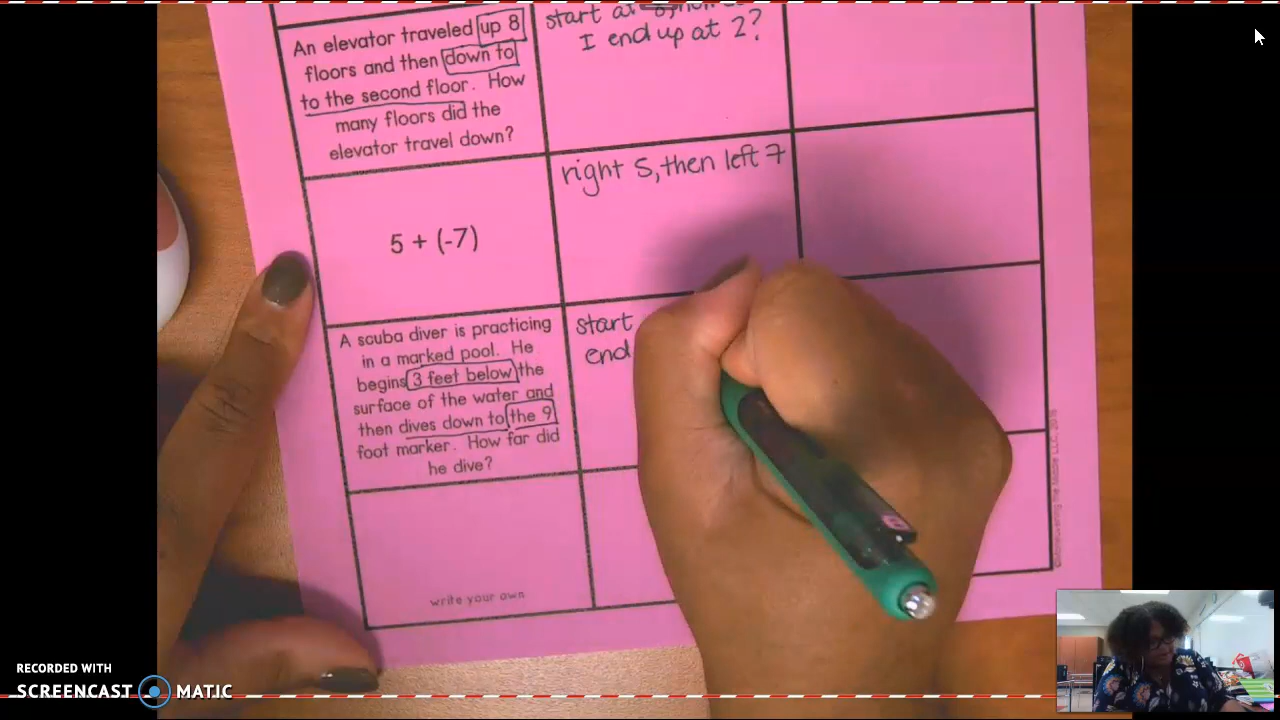 An elevator traveled up 8
floors and then down to
to the second floor. How
many floors did the
elevator travel down?
start at
I end up at 2?
5 + (-7)
right 5, then left 7
A scuba diver is practicing
in a marked pool. He
begins 3 feet below the
surface of the water and
then dives down to the 9
foot marker. How far did
he dive?
start
end
write your own
RECORDED WITH
SCREENCAST MATIC